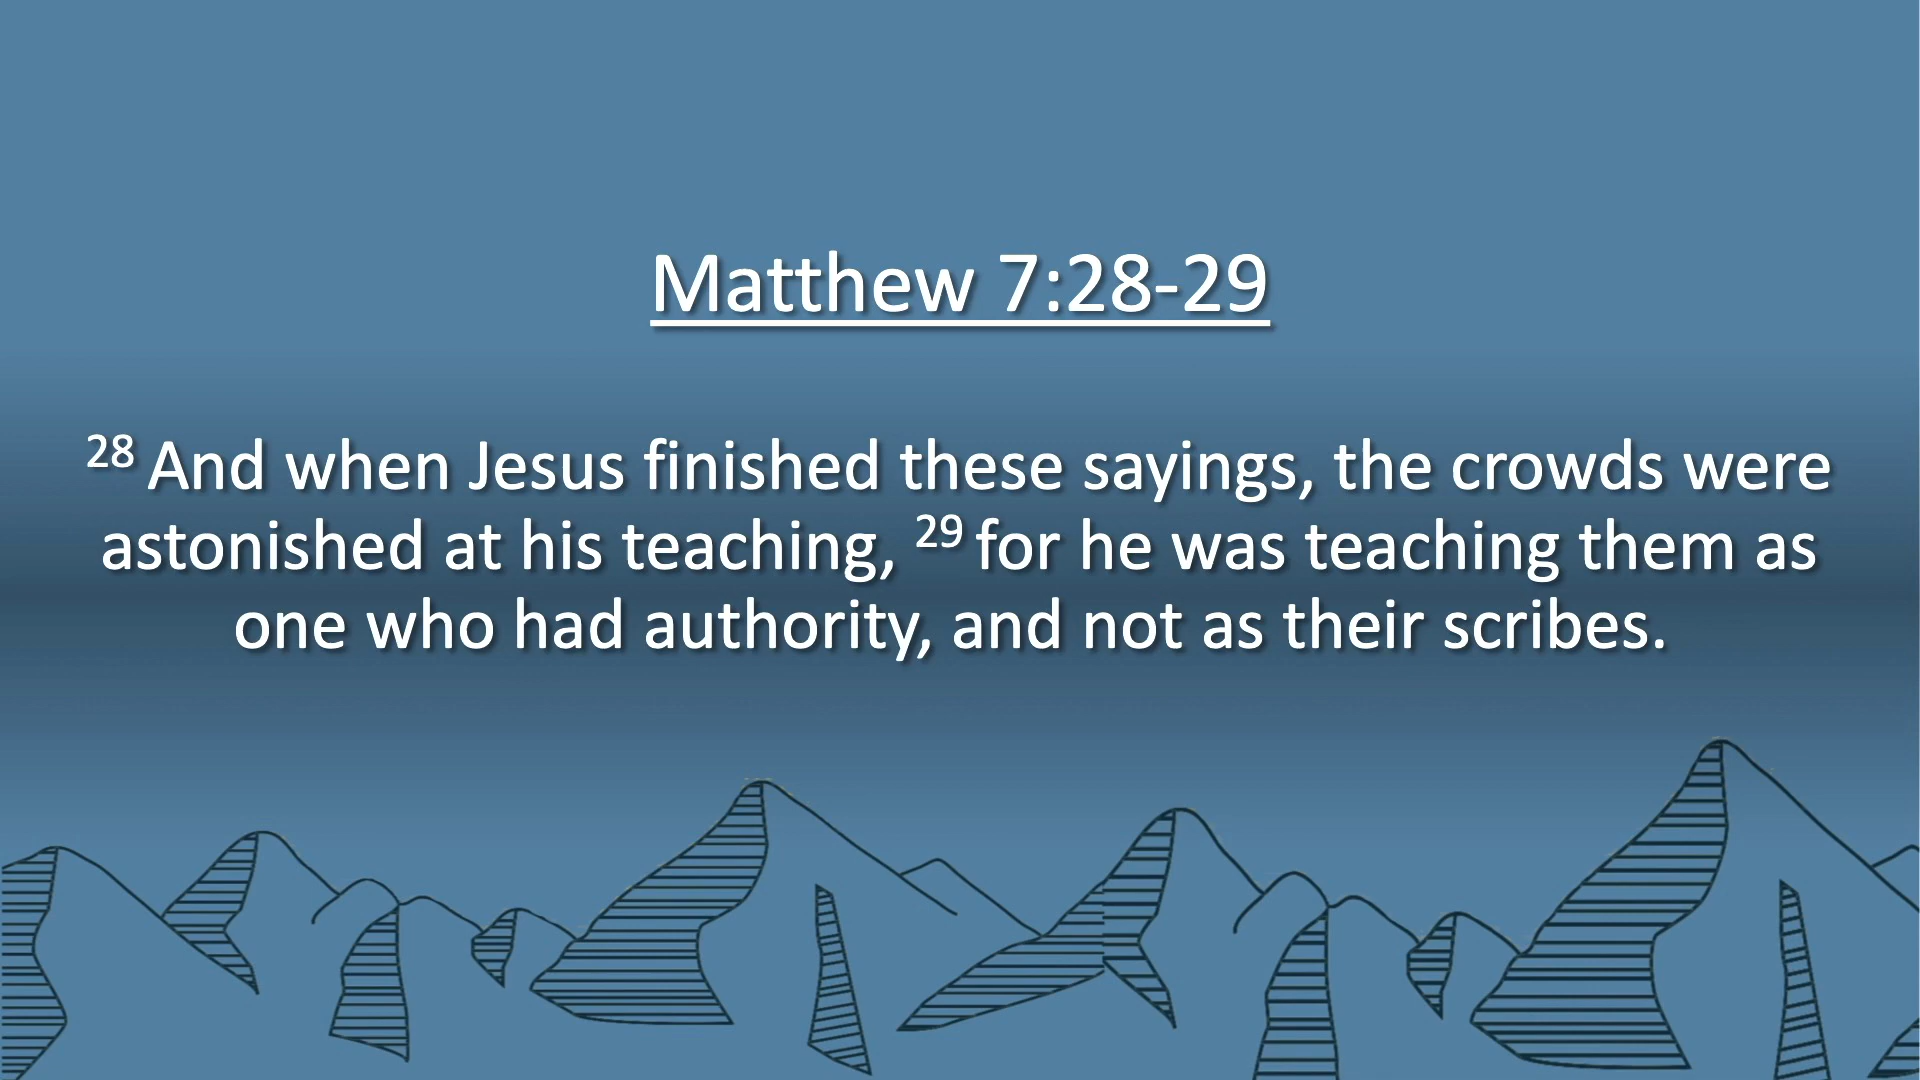 Matthew 7:28-29
28 And when Jesus finished these sayings, the crowds were
astonished at his teaching, 29 for he was teaching them as
one who had authority, and not as their scribes.